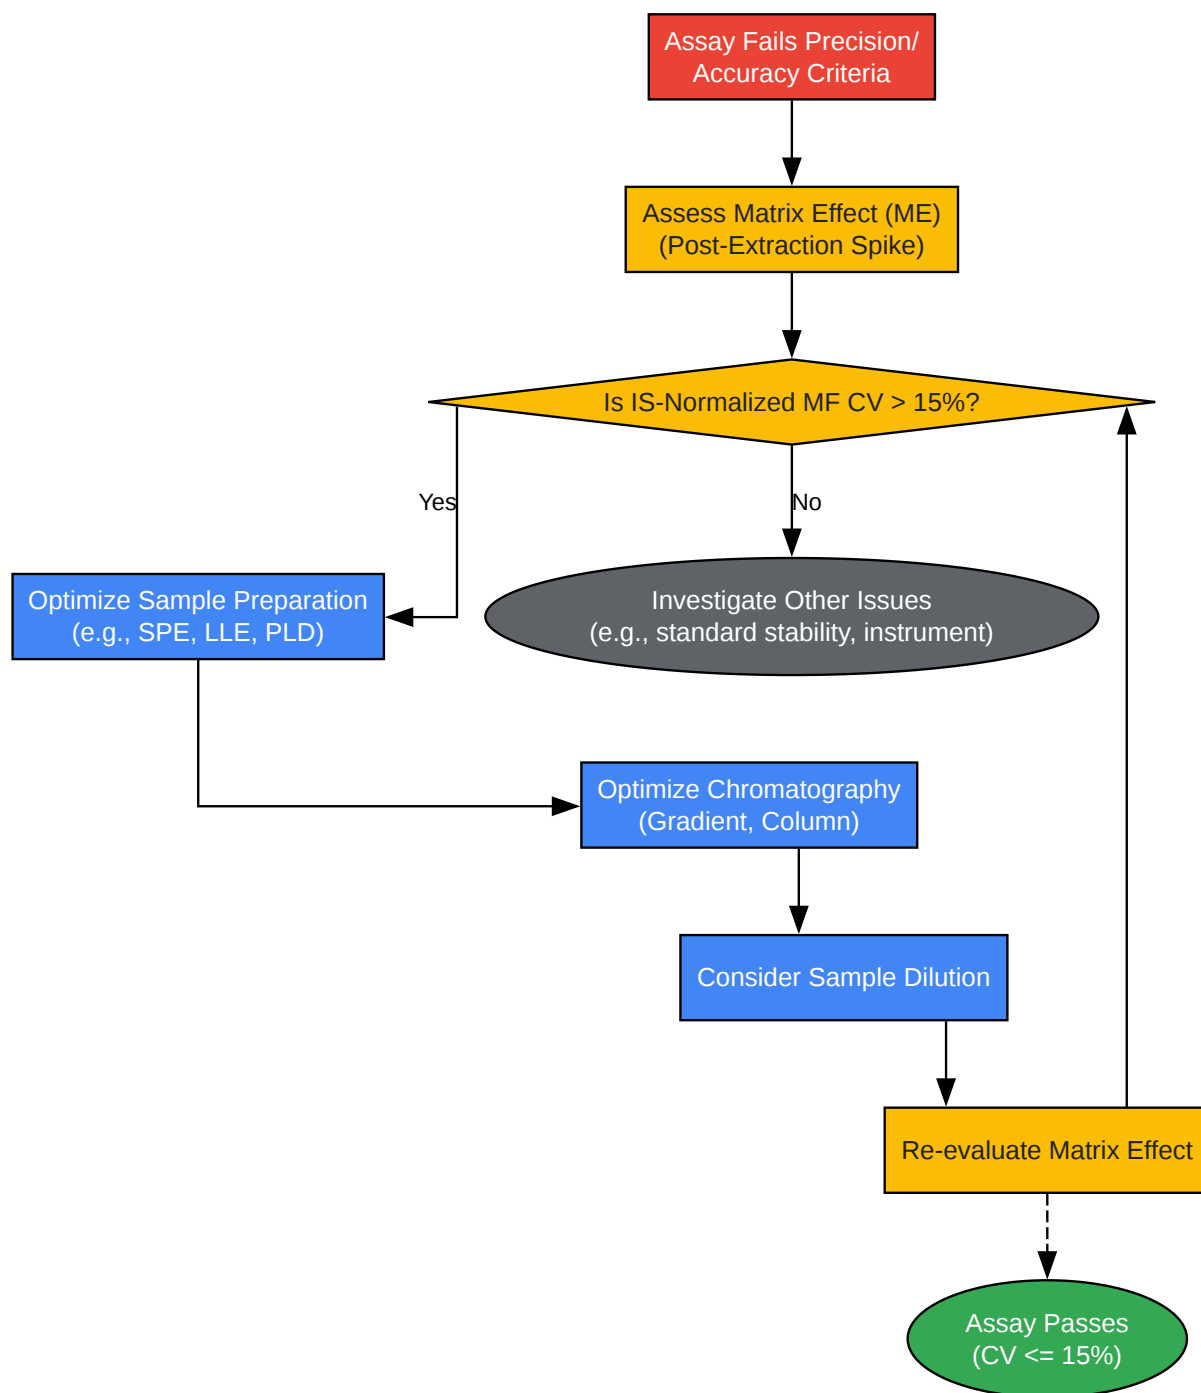 Assay Fails Precision/
Accuracy Criteria
Assess Matrix Effect (ME)
(Post-Extraction Spike)
Is IS-Normalized MF CV > 15%?
Yes
No
Optimize Sample Preparation
(e.g., SPE, LLE, PLD)
Investigate Other Issues
(e.g., standard stability, instrument)
Optimize Chromatography
(Gradient, Column)
Consider Sample Dilution
Re-evaluate Matrix Effect
Assay Passes
(CV <= 15%)